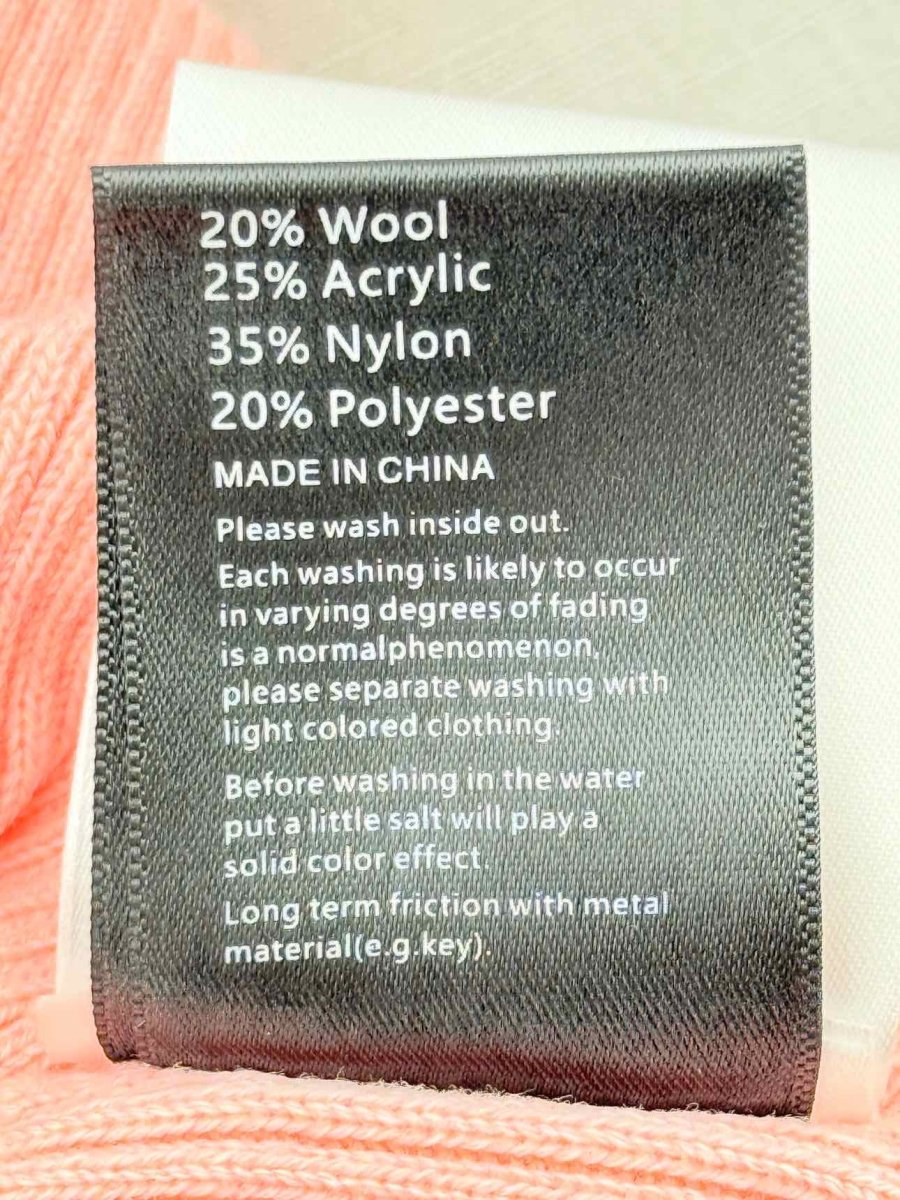 20% Wool
25% Acrylic
35% Nylon
20% Polyester
MADE IN CHINA
Please wash inside out.
Each washing is likely to occur
in varying degrees of fading
is a normalphenomenon,
please separate washing with
light colored clothing.
Before washing in the water
put a little salt will play a
solid color effect.
Long term friction with metal
material(e.g.key).